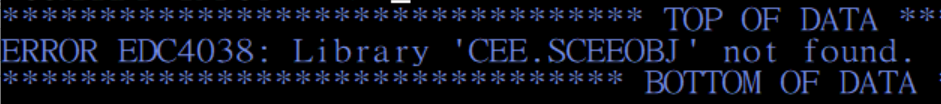 ********************************* TOP OF DATA ***
ERROR EDC4038: Library 'CEE.SCEEOBJ' not found.
******************************** BOTTOM OF DATA *